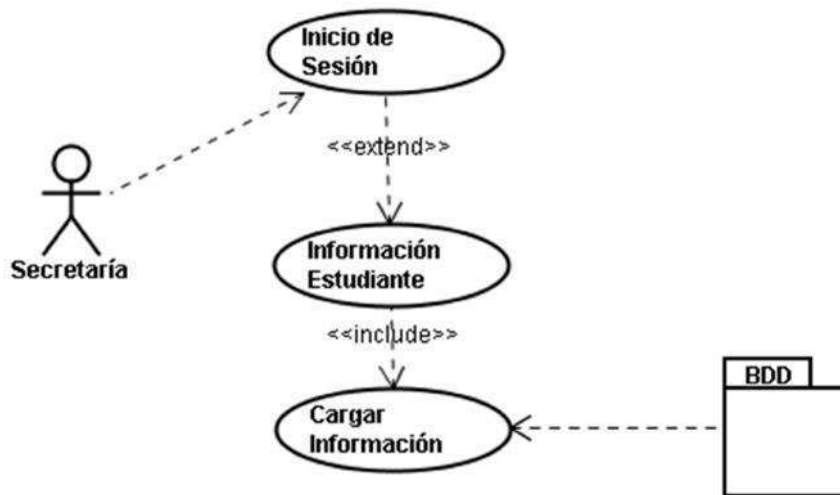 Inicio de
Sesión
<<extend>>
Secretaría
Información
Estudiante
<<include>>
BDD
Cargar
Información